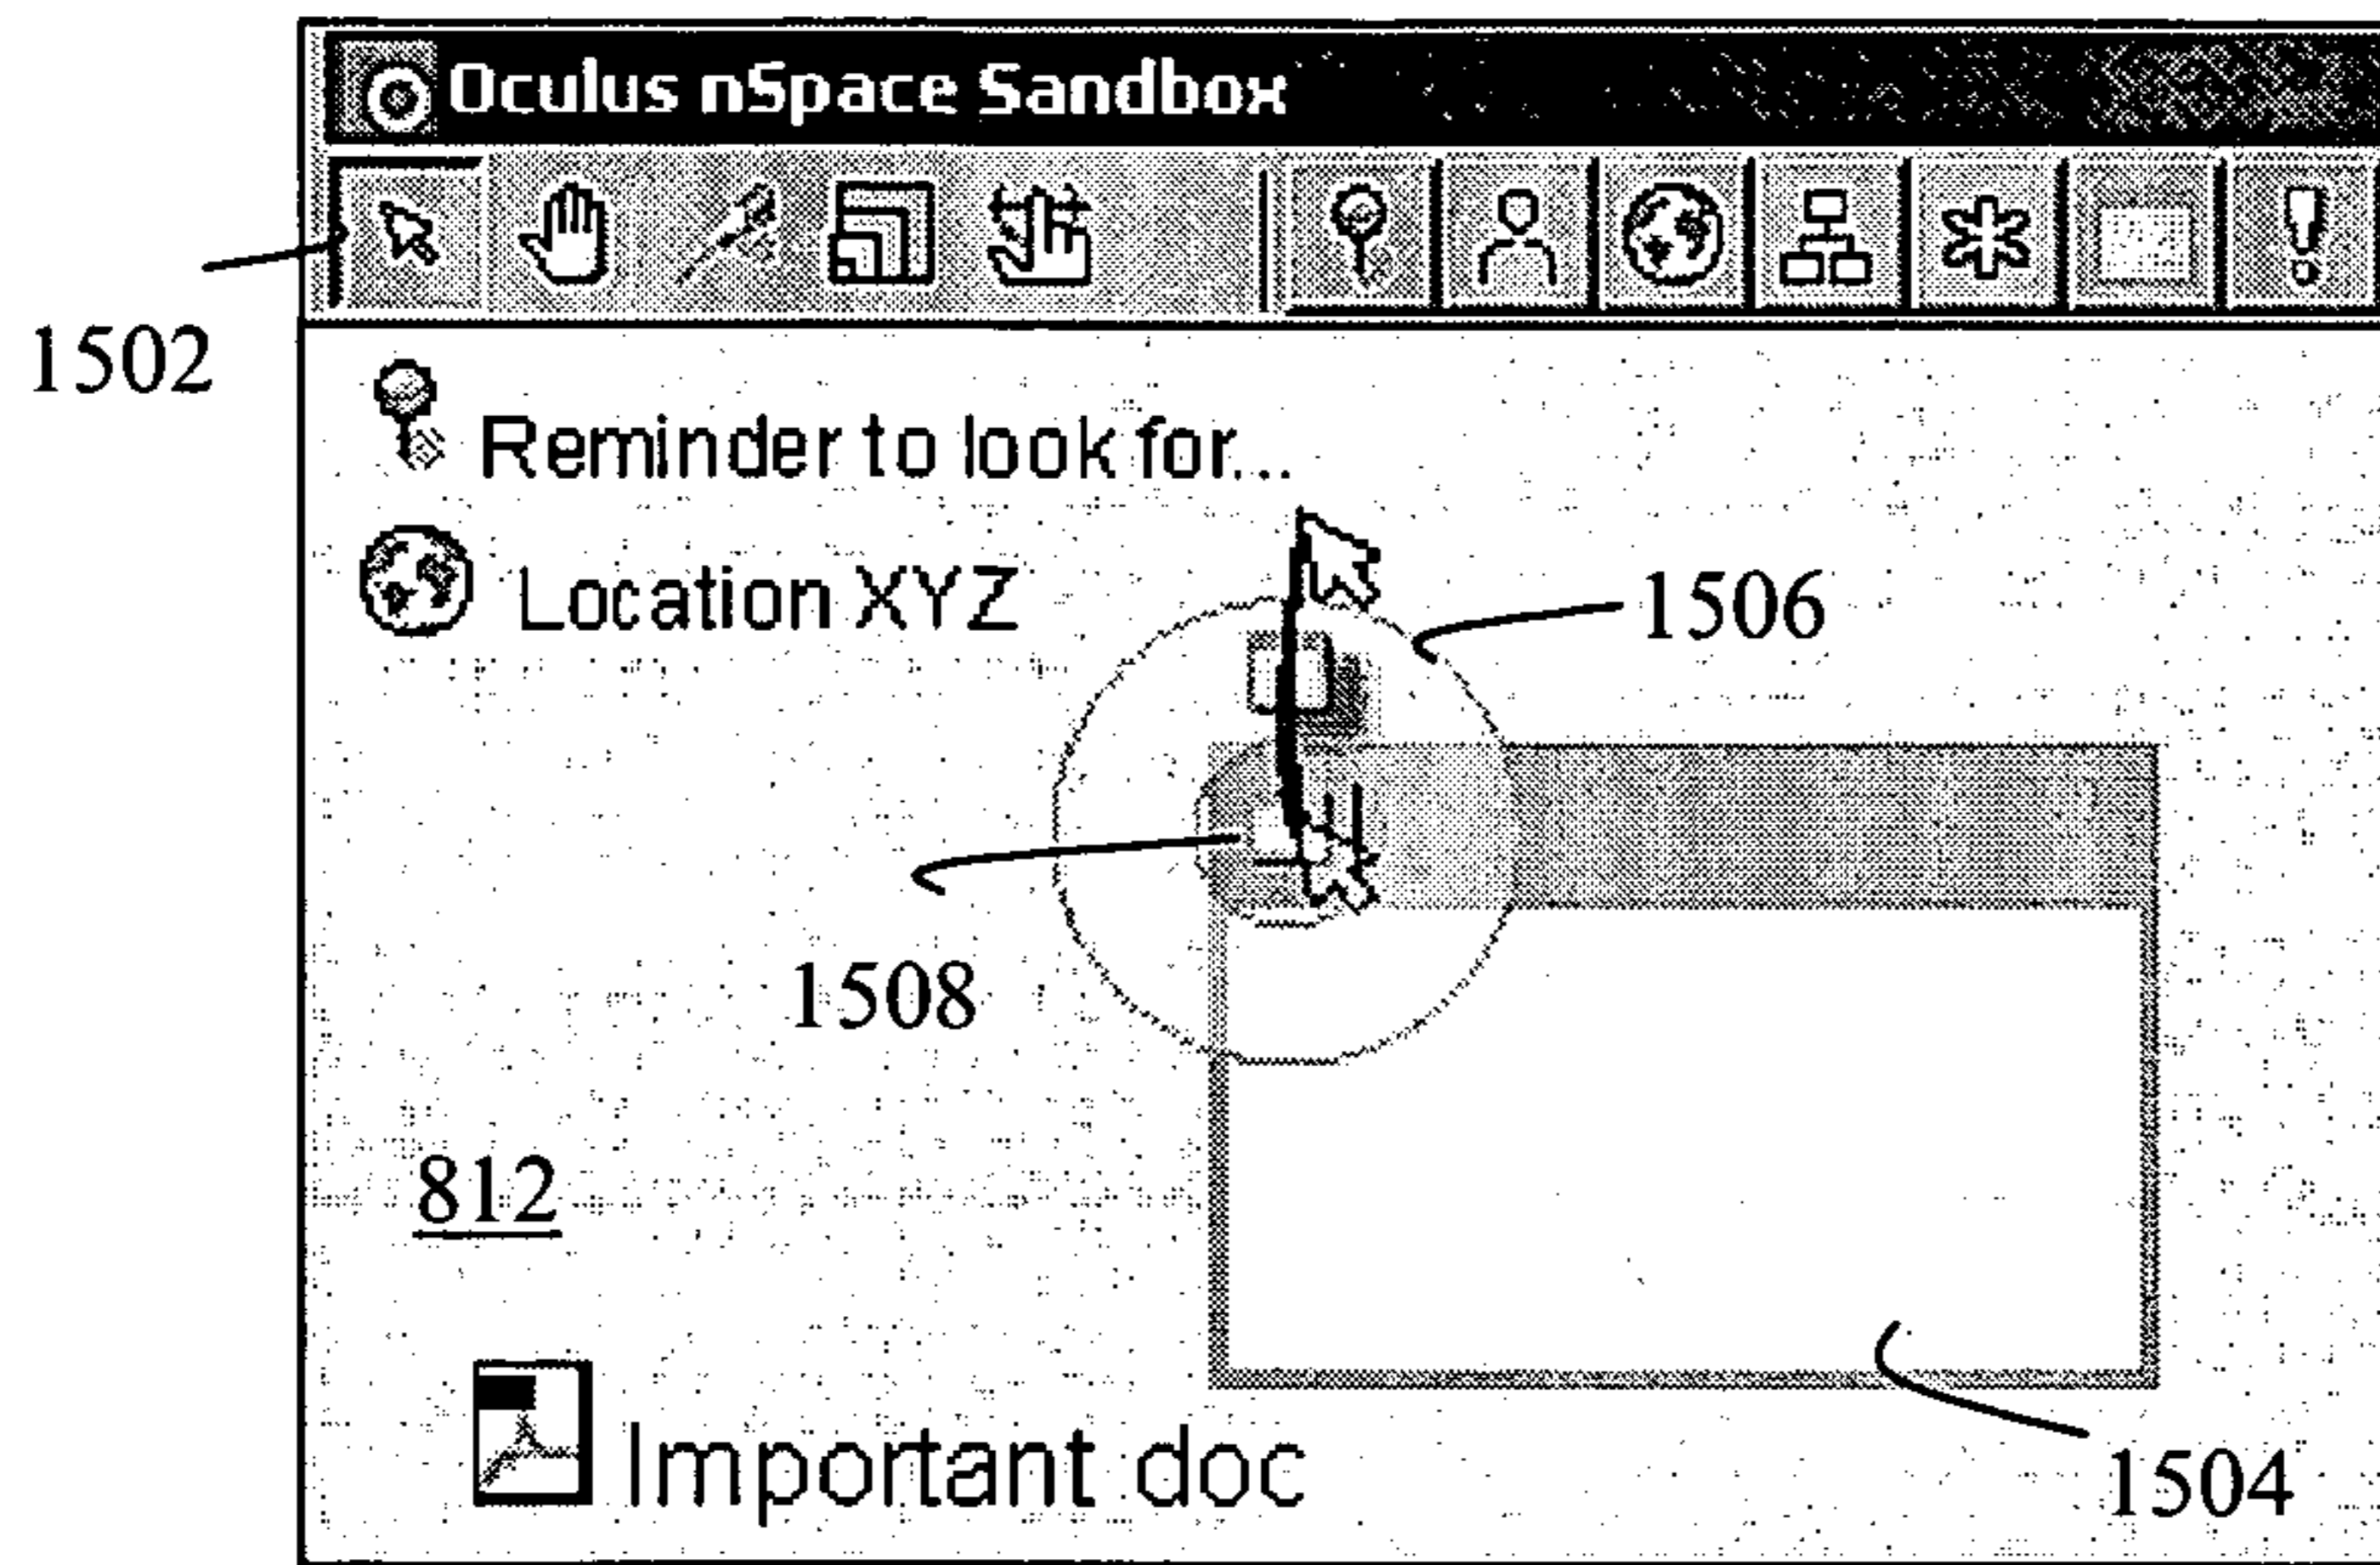 Oculus nSpace Sandbox
1502
Reminder to look for...
Location XYZ
1506
1508
812
Important doc
1504